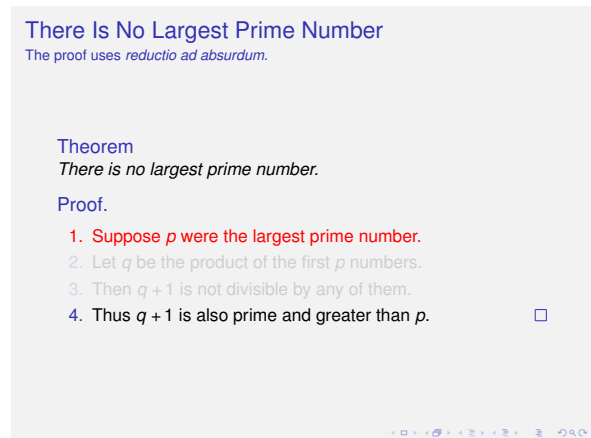 There Is No Largest Prime Number
The proof uses reductio ad absurdum.
Theorem
There is no largest prime number.
Proof.
1. Suppose p were the largest prime number.
2. Let q be the product of the first p numbers.
3. Then q + 1 is not divisible by any of them.
4. Thus q + 1 is also prime and greater than p.